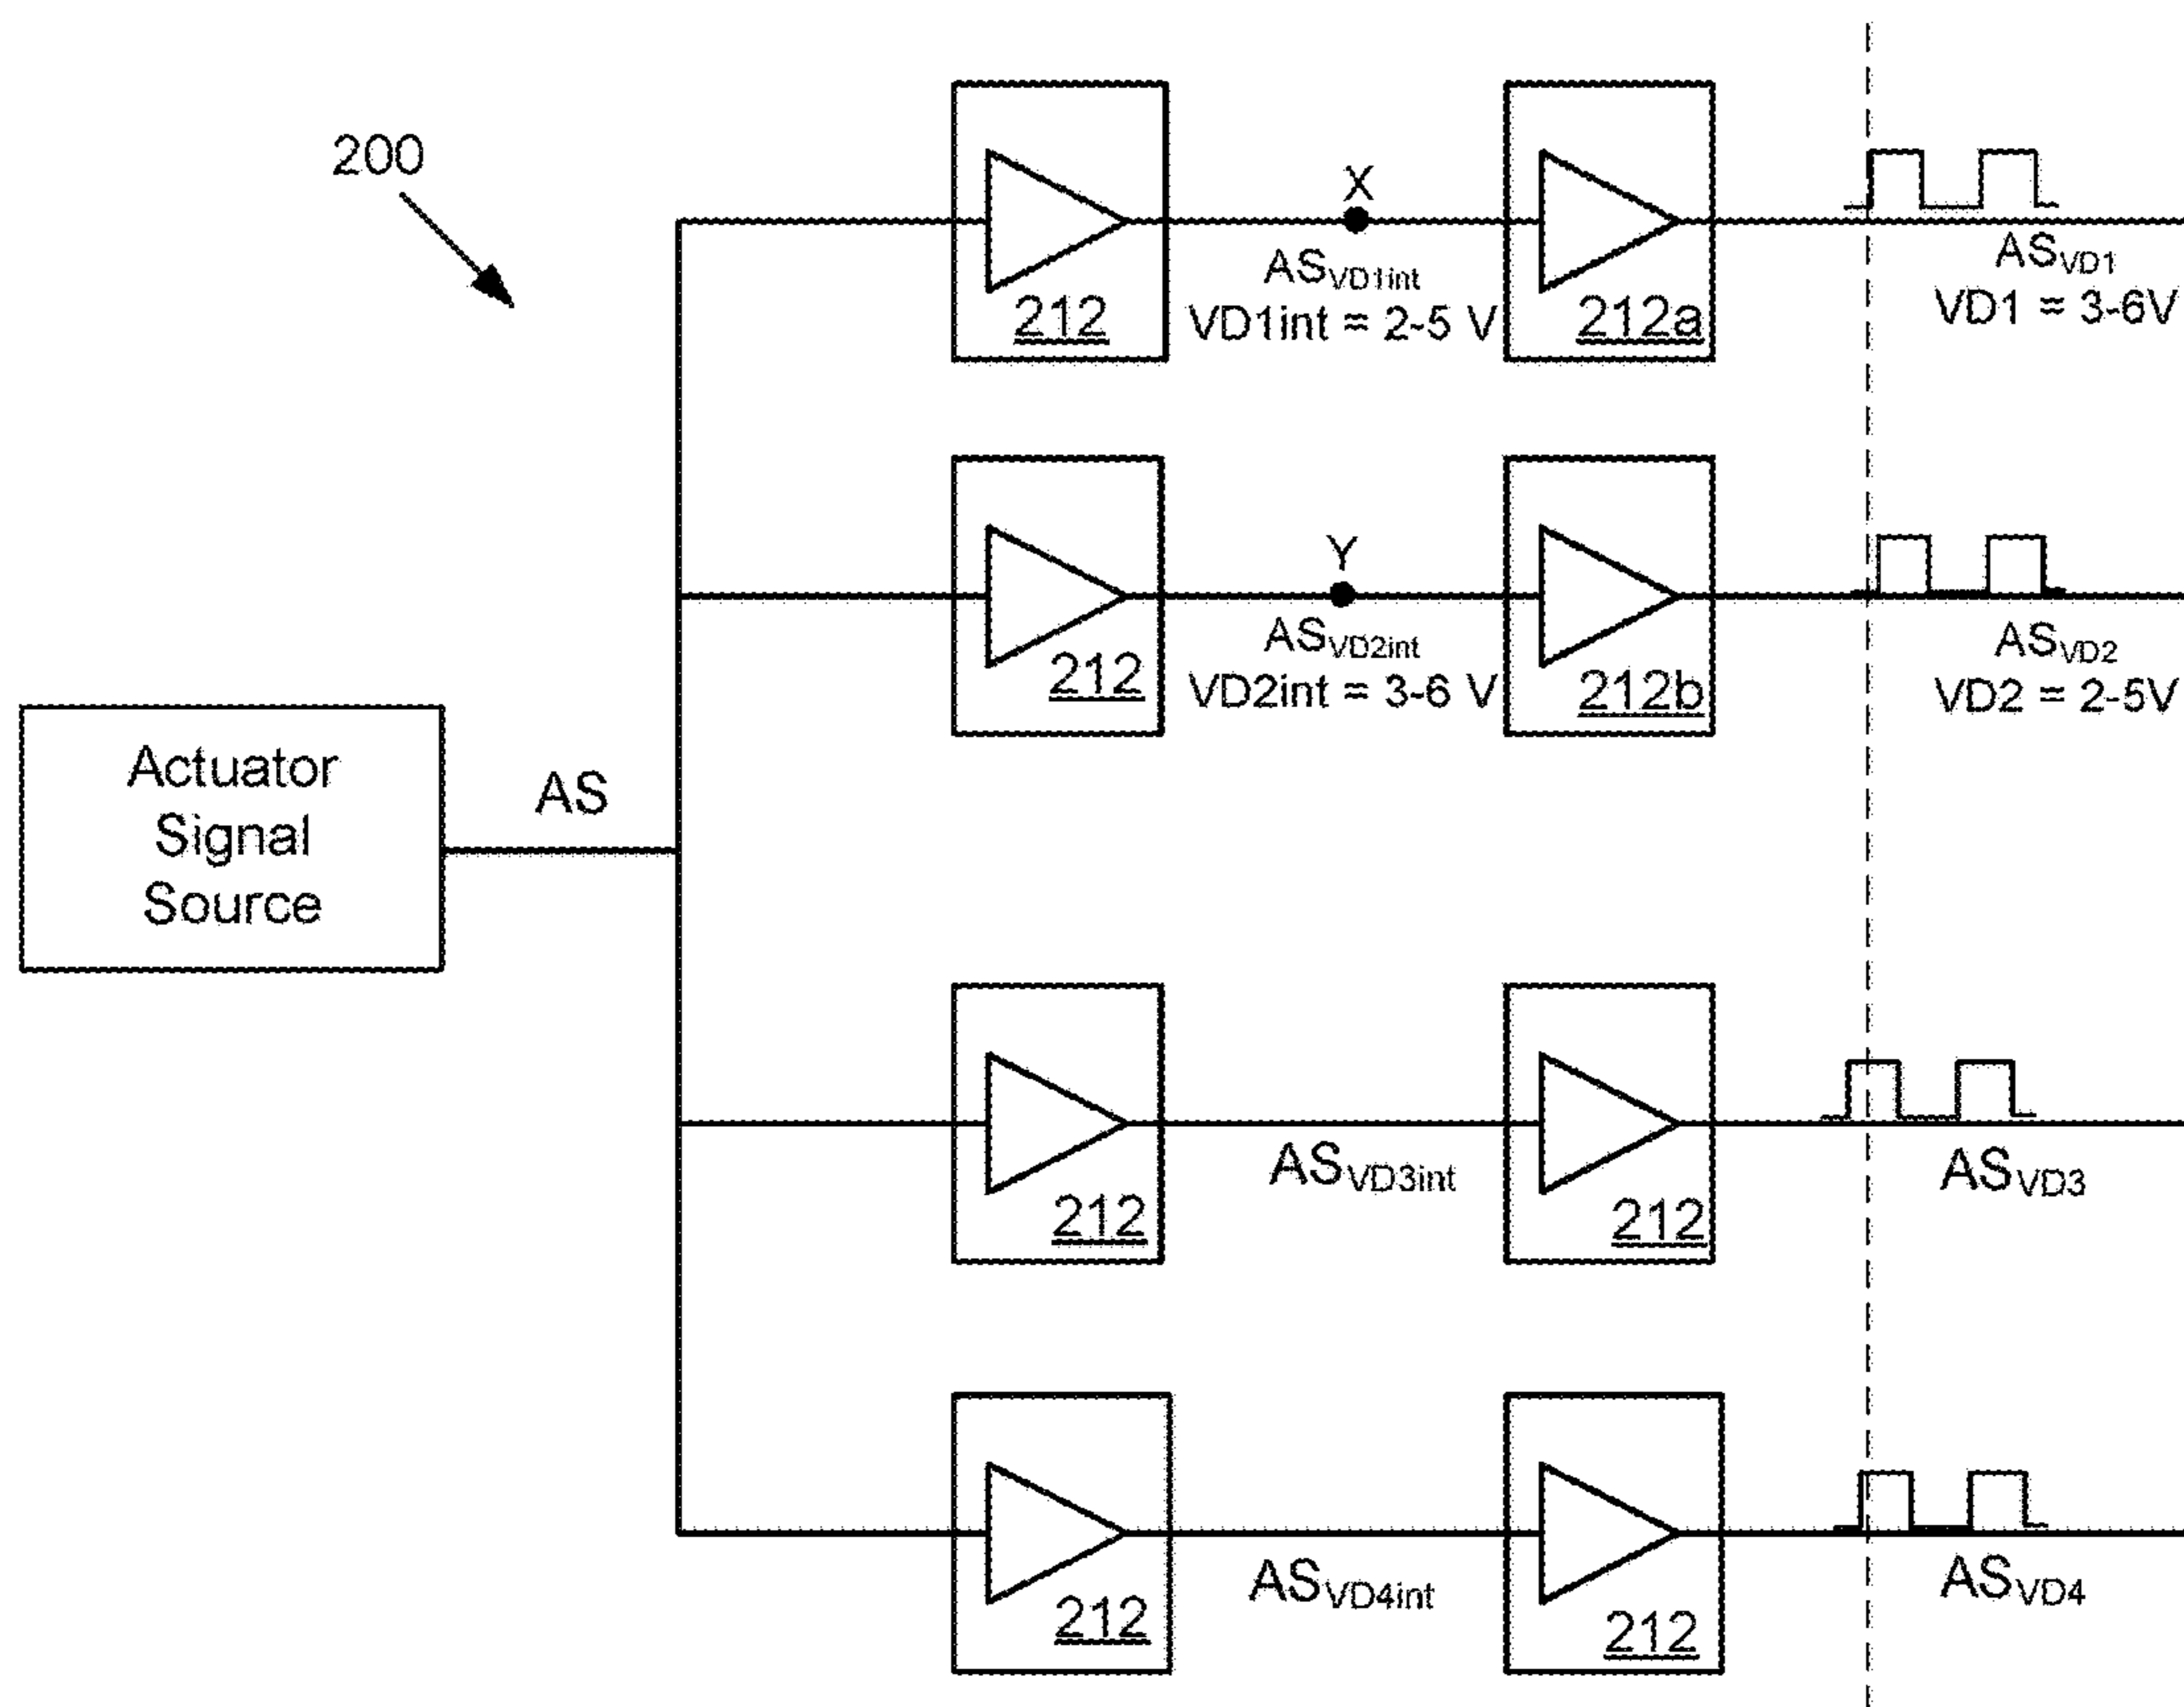 200
X
ASVD1int
VD1int = 2-5 V
212
212a
ASVD1
VD1 = 3-6V
Y
ASVD2int
VD2int = 3-6 V
212
212b
ASVD2
VD2 = 2-5V
Actuator
Signal
Source
AS
212
ASVD3int
212
ASVD3
212
ASVD4int
212
ASVD4